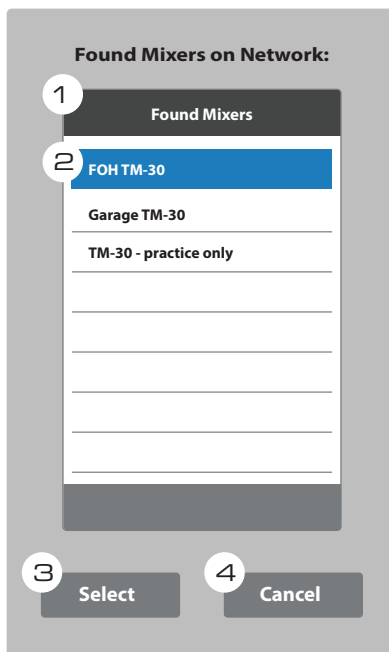 Found Mixers on Network:
1
Found Mixers
2
FOH TM-30
Garage TM-30
TM-30 - practice only
3
Select
4
Cancel